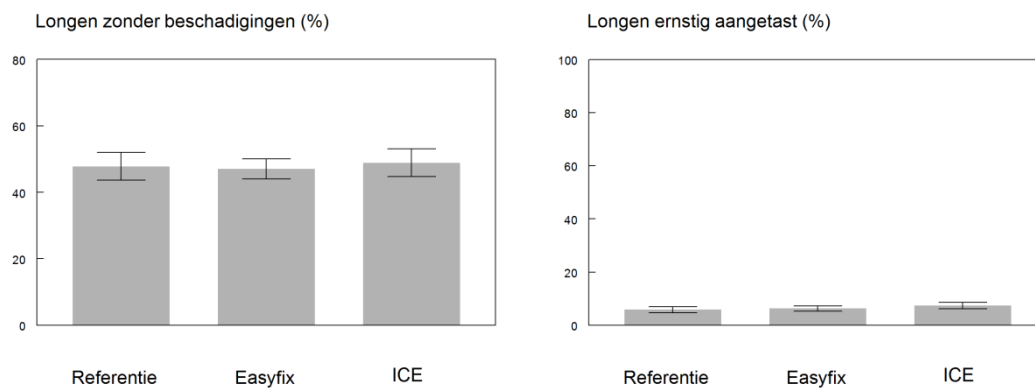 Longen zonder beschadigingen (%)
80
60
40
20
0
Referentie Easyfix ICE
Longen ernstig aangetast (%)
100
80
60
40
20
0
Referentie Easyfix ICE